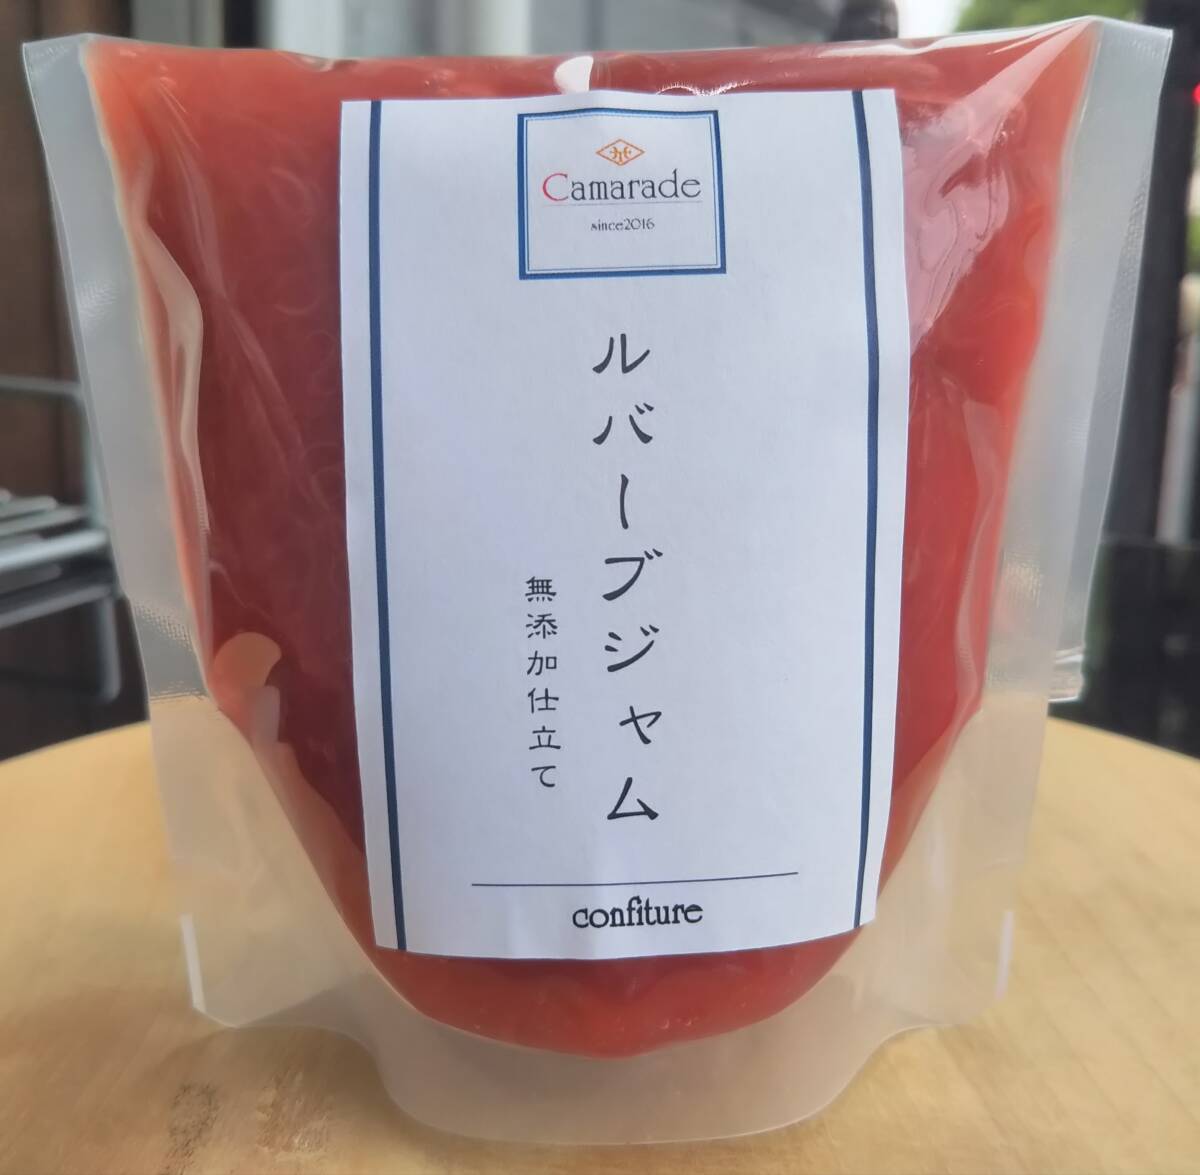 Camarade
since2016
ルバーブジャム
無添加仕立て
confiture